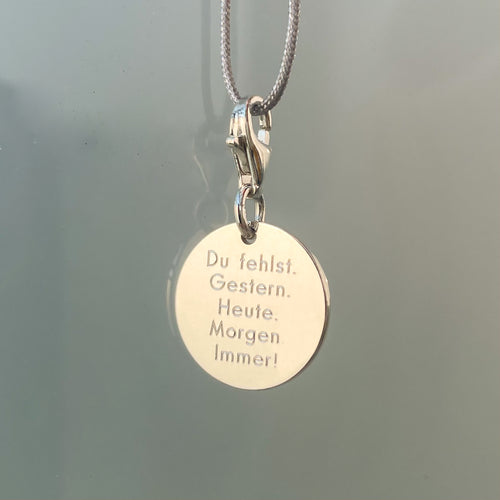 Du fehlst.
Gestern.
Heute.
Morgen.
Immer!